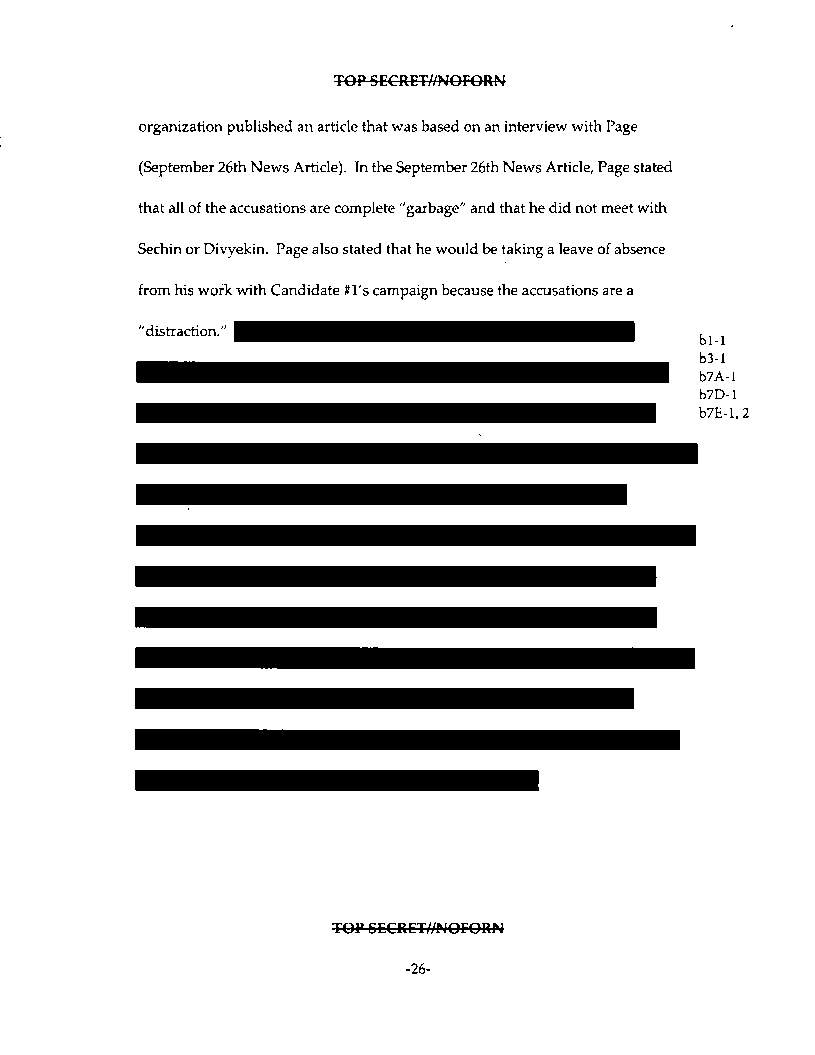 TOP SECRET//NOFORN
organization published an article that was based on an interview with Page
(September 26th News Article). In the September 26th News Article, Page stated
that all of the accusations are complete "garbage" and that he did not meet with
Sechin or Divyekin. Page also stated that he would be taking a leave of absence
from his work with Candidate #1's campaign because the accusations are a
"distraction."
b1-1
b3-1
b7A-1
b7D-1
b7E-1, 2
TOP SECRET//NOFORN
-26-